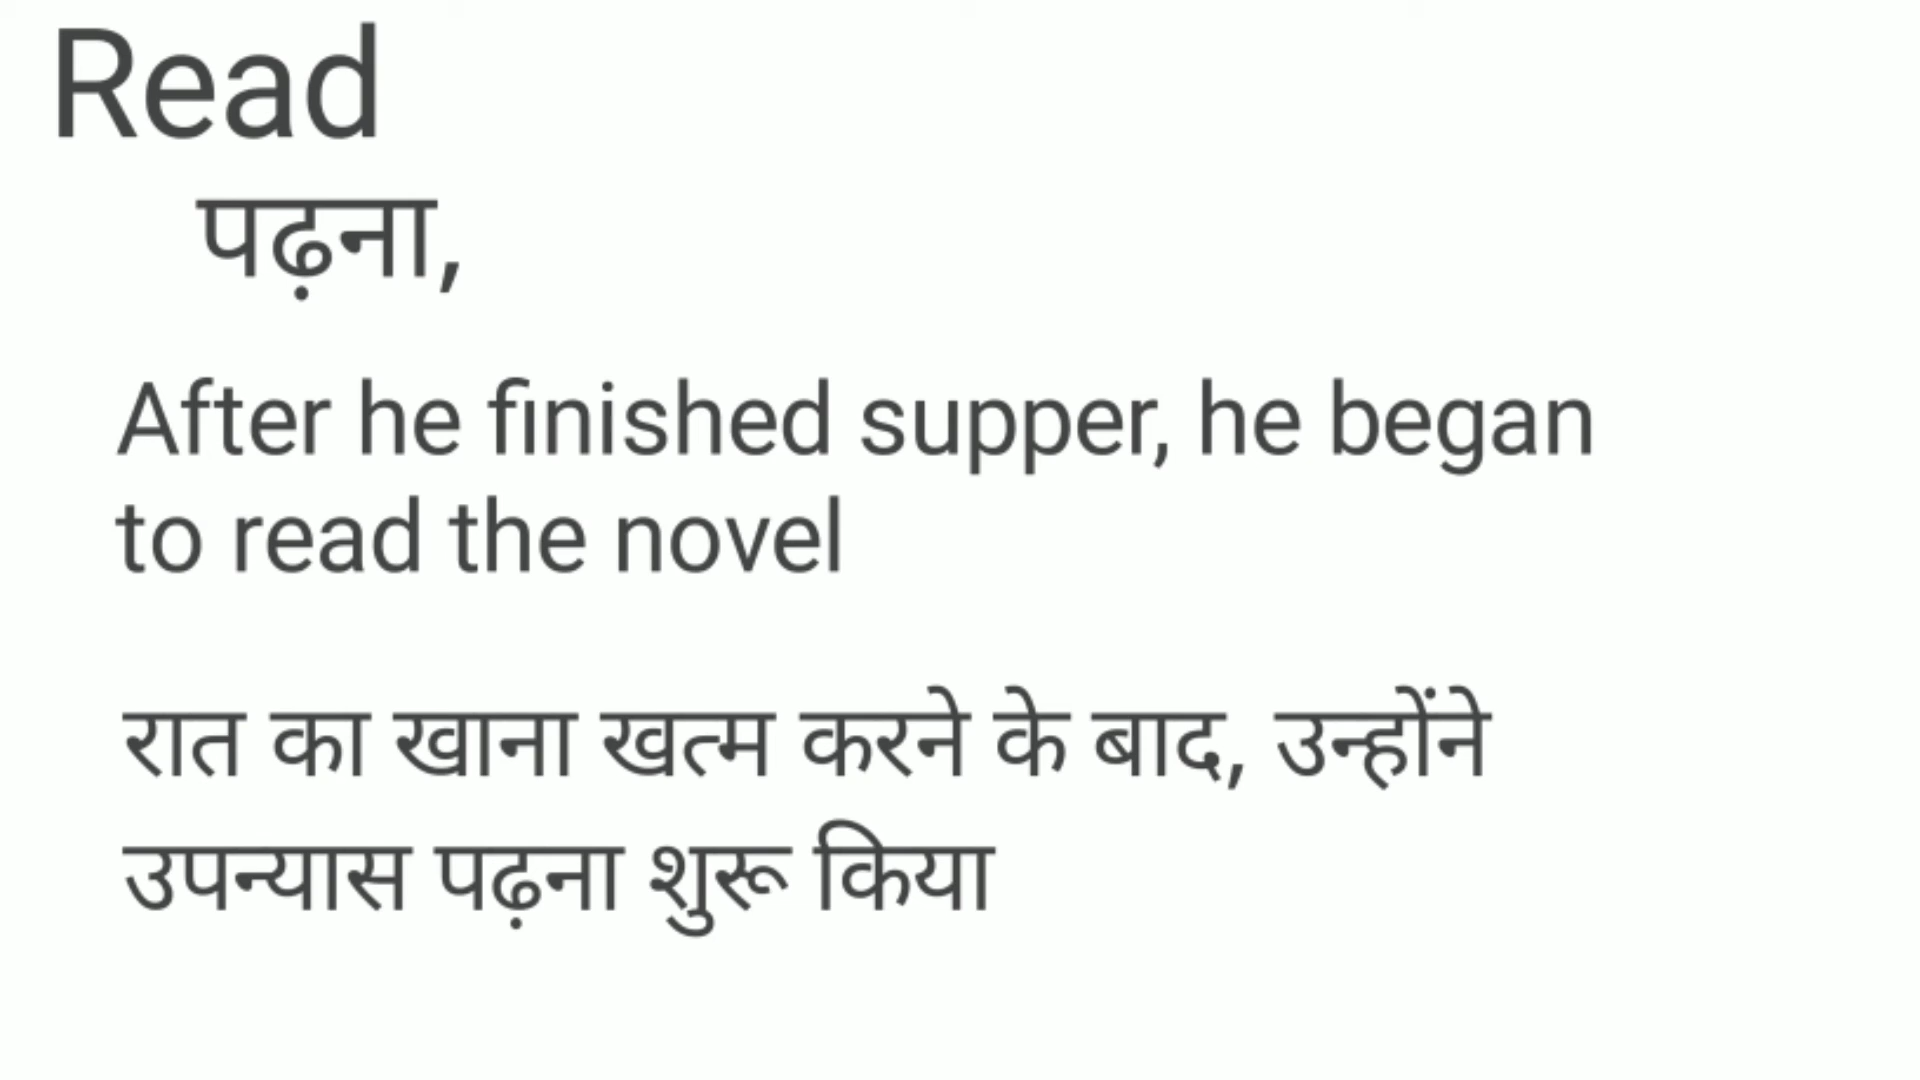 Read
पढ़ना,
After he finished supper, he began
to read the novel
रात का खाना खत्म करने के बाद, उन्होंने
उपन्यास पढ़ना शुरू किया